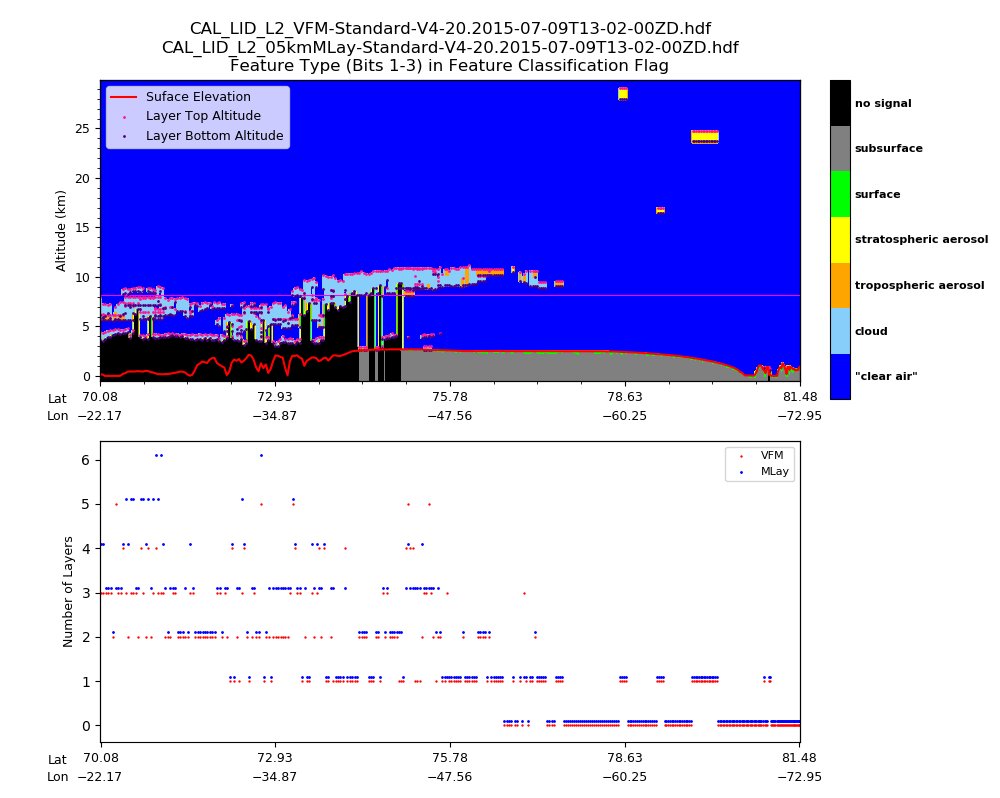 CAL_LID_L2_VFM-Standard-V4-20.2015-07-09T13-02-00ZD.hdf
CAL_LID_L2_05kmMLay-Standard-V4-20.2015-07-09T13-02-00ZD.hdf
Feature Type (Bits 1-3) in Feature Classification Flag
Suface Elevation
Layer Top Altitude
Layer Bottom Altitude
Altitude (km)
25
20
15
10
5
0
Lat 70.08 72.93 75.78 78.63 81.48
Lon −22.17 −34.87 −47.56 −60.25 −72.95
no signal
subsurface
surface
stratospheric aerosol
tropospheric aerosol
cloud
"clear air"
VFM
MLay
Number of Layers
6
5
4
3
2
1
0
Lat 70.08 72.93 75.78 78.63 81.48
Lon −22.17 −34.87 −47.56 −60.25 −72.95